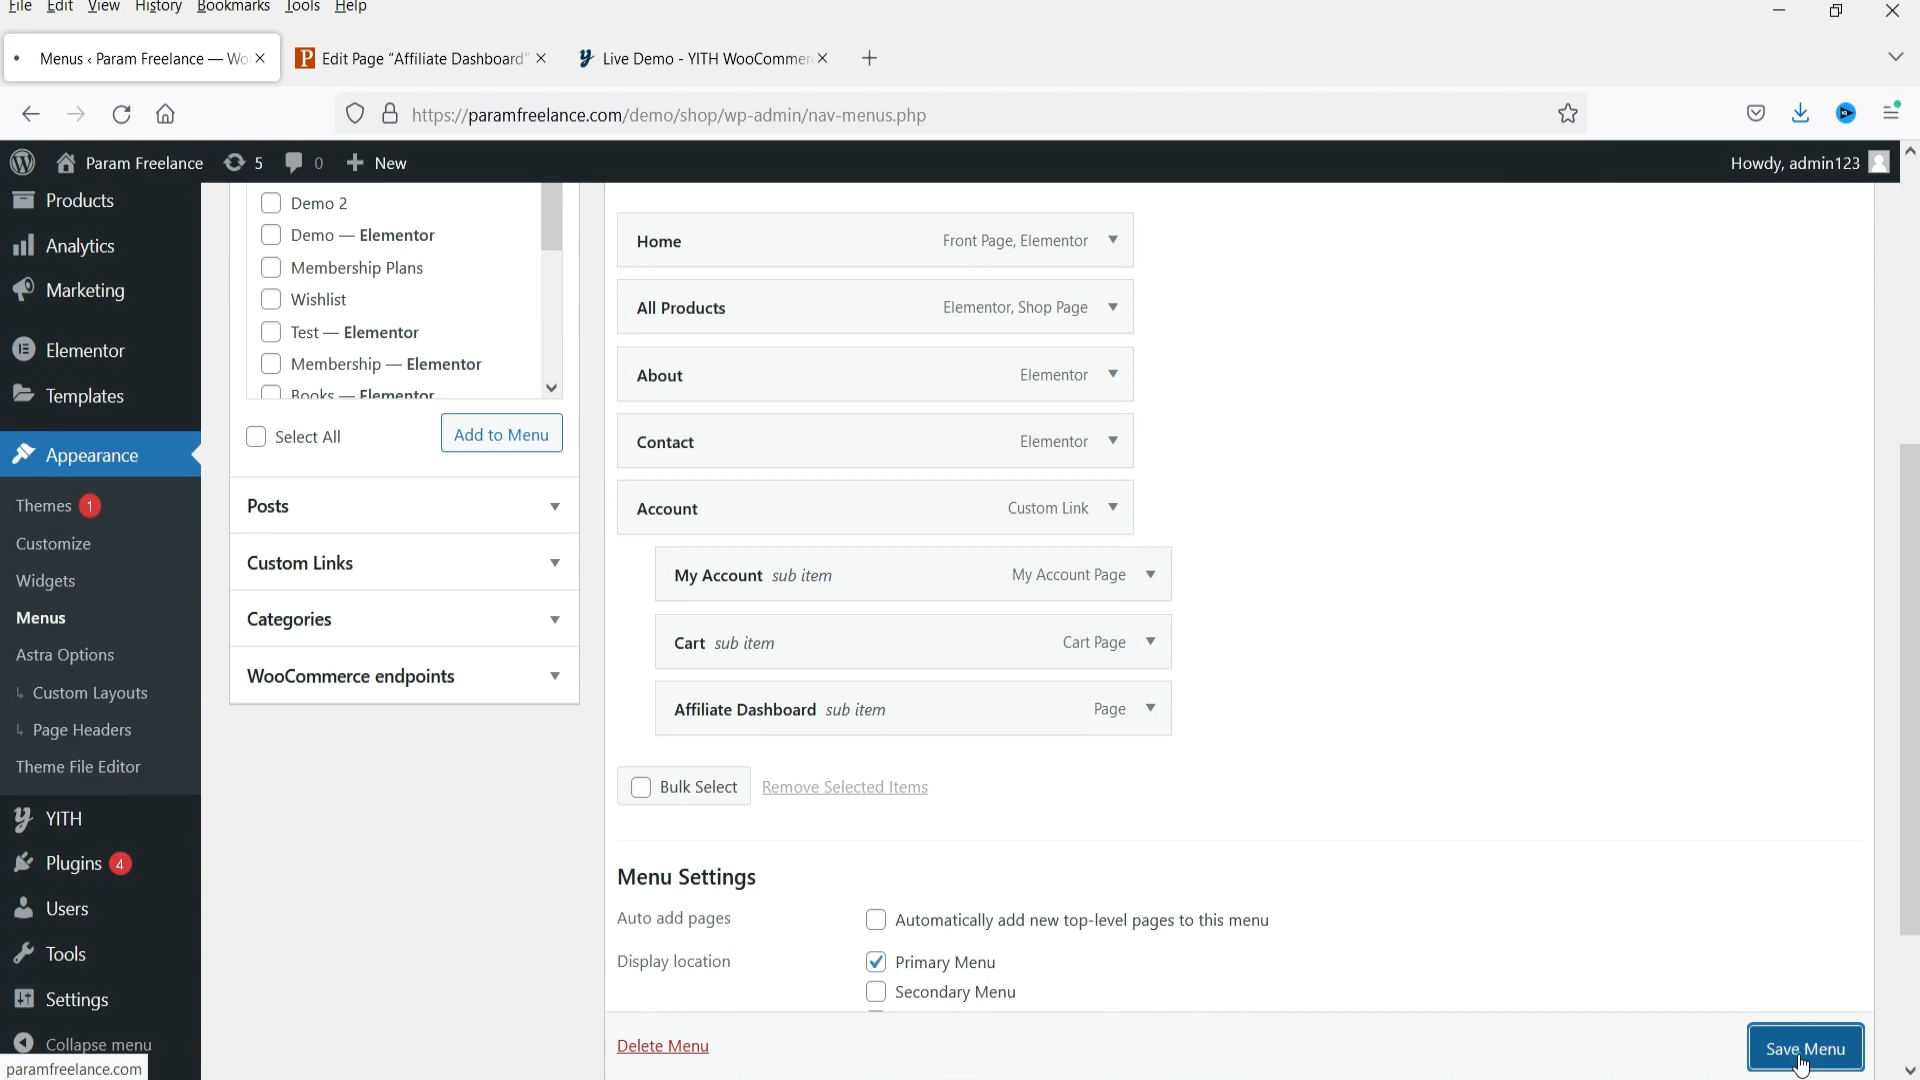 File Edit View History Bookmarks Tools Help
Menus ‹ Param Freelance — Wo
Edit Page "Affiliate Dashboard"
Live Demo - YITH WooCommer
https://paramfreelance.com/demo/shop/wp-admin/nav-menus.php
Param Freelance 5 0 New
Howdy, admin123
Products
Analytics
Marketing
Elementor
Templates
Appearance
Themes 1
Customize
Widgets
Menus
Astra Options
Custom Layouts
Page Headers
Theme File Editor
YITH
Plugins 4
Users
Tools
Settings
Collapse menu
paramfreelance.com
Demo 2
Demo — Elementor
Membership Plans
Wishlist
Test — Elementor
Membership — Elementor
Books — Elementor
Select All
Add to Menu
Posts
Custom Links
Categories
WooCommerce endpoints
Home Front Page, Elementor
All Products Elementor, Shop Page
About Elementor
Contact Elementor
Account Custom Link
My Account sub item My Account Page
Cart sub item Cart Page
Affiliate Dashboard sub item Page
Bulk Select Remove Selected Items
Menu Settings
Auto add pages Automatically add new top-level pages to this menu
Display location Primary Menu
Secondary Menu
Delete Menu
Save Menu